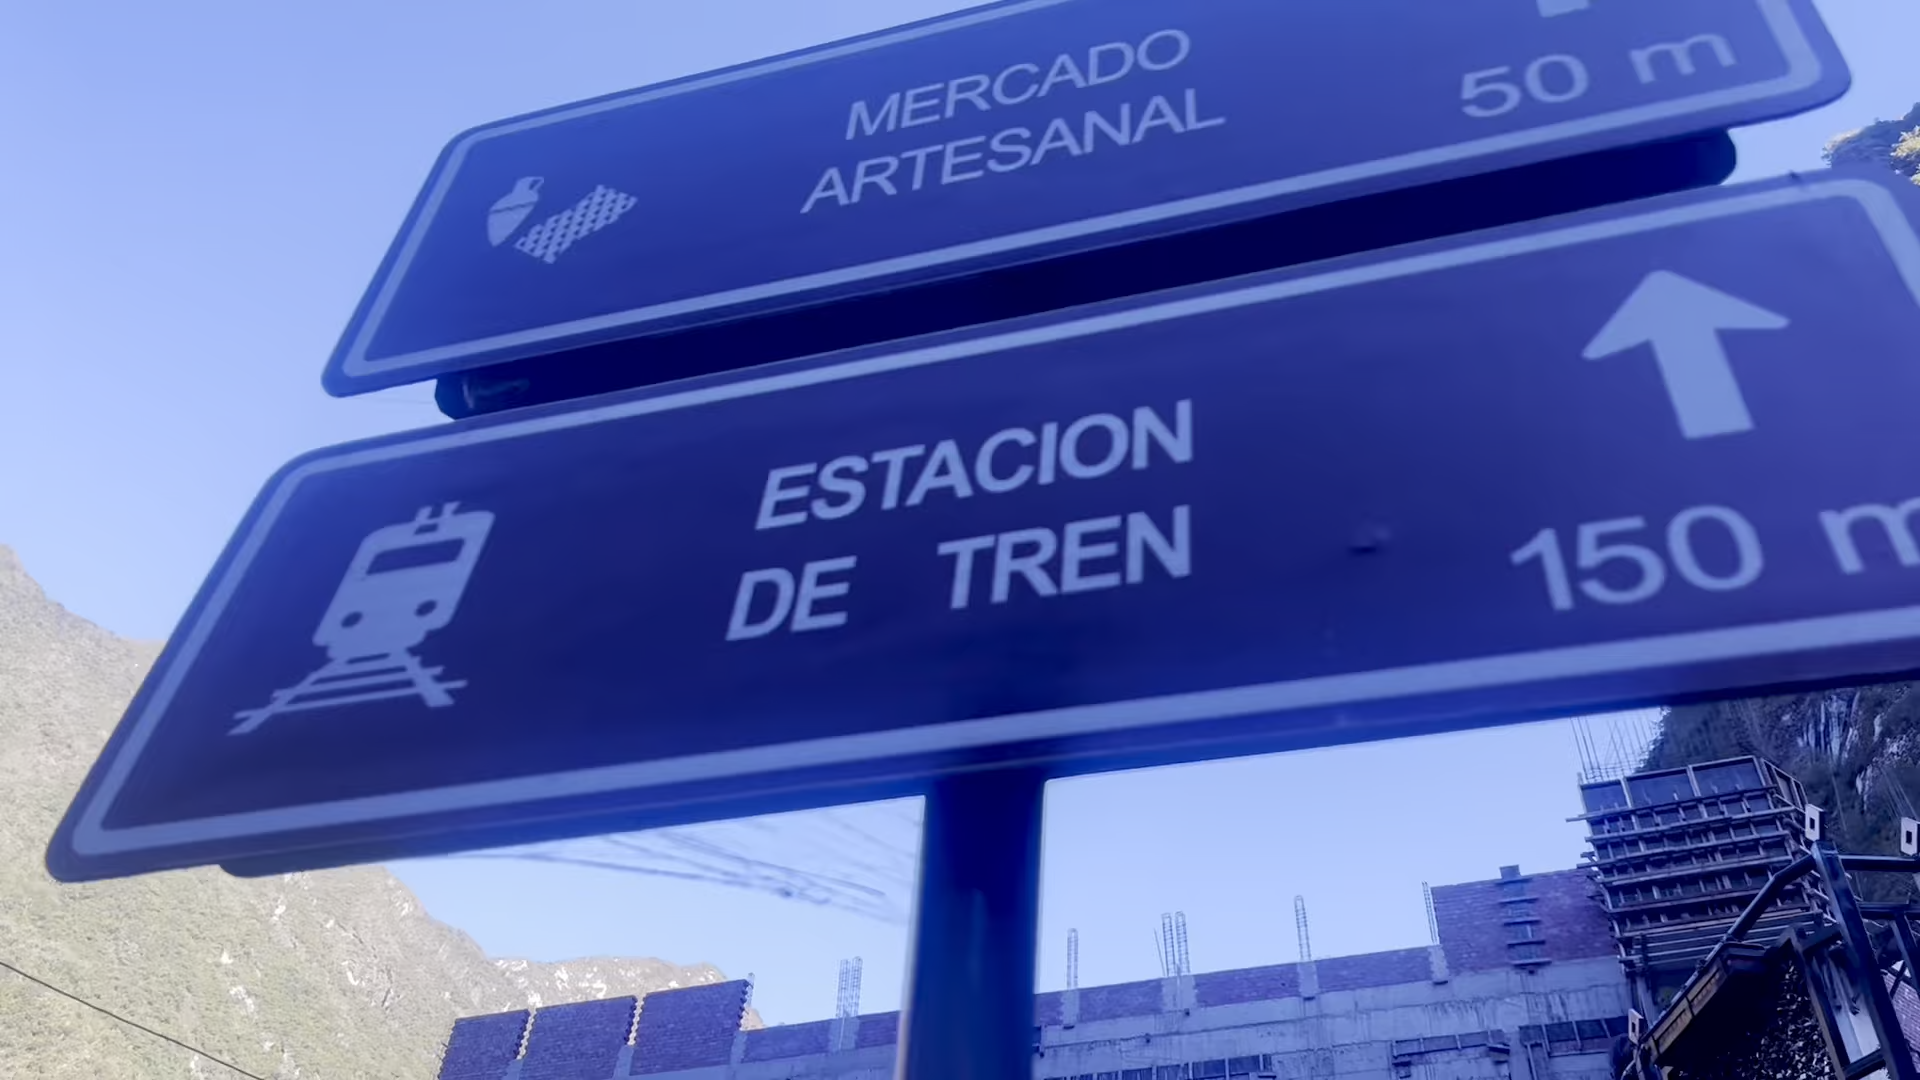 MERCADO
ARTESANAL
50 m
ESTACION
DE TREN
150 m